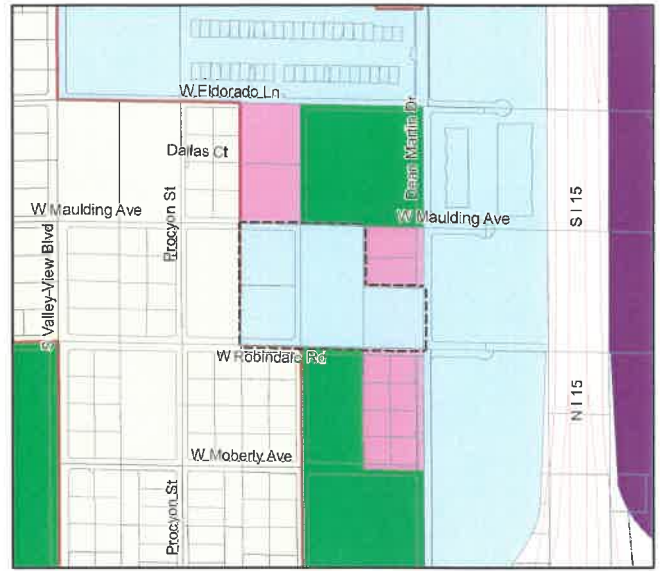 W Eldorado Ln
Dean Martin Dr
Dallas Ct
W Maulding Ave
W Maulding Ave
Procyon St
S I 15
S Valley-View Blvd
W Robindale Rd
N I 15
W Moberly Ave
Procyon St